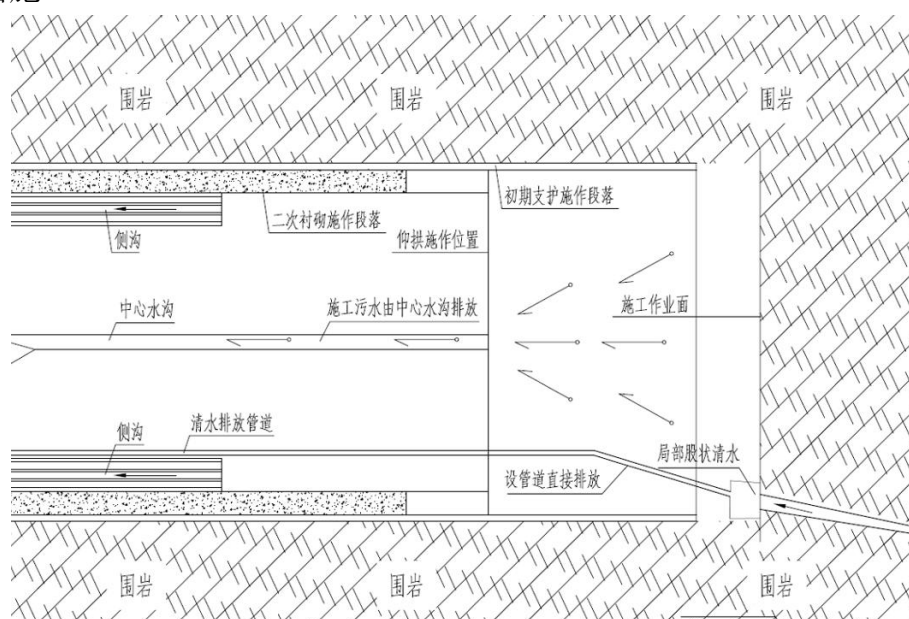 围岩
围岩
围岩
初期支护施作段落
二次衬砌施作段落
侧沟
仰拱施作位置
中心水沟
施工污水由中心水沟排放
施工作业面
侧沟
清水排放管道
局部股状清水
设管道直接排放
围岩
围岩
围岩